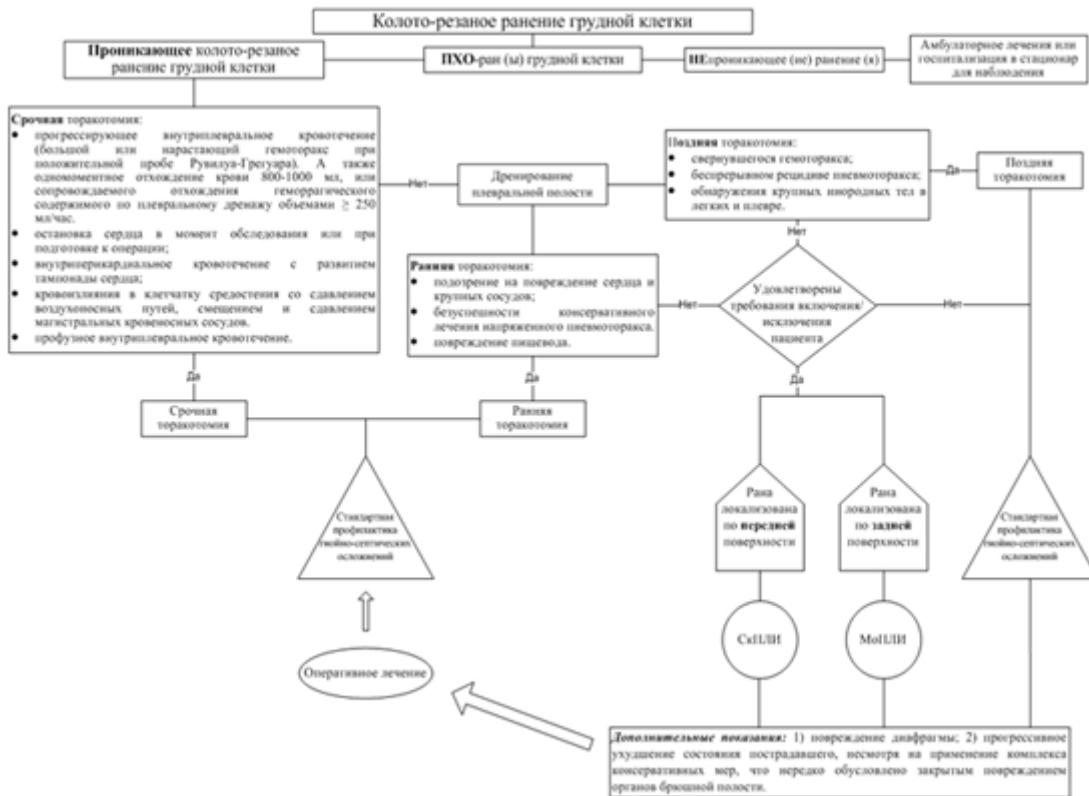 Колото-резаное ранение грудной клетки
Проникающее колото-резаное
ранение грудной клетки
ПХО-ран (ы) грудной клетки
НЕпроникающее (ие) ранение (я)
Амбулаторное лечения или
госпитализация в стационар
для наблюдения
Срочная торакотомия:
● прогрессирующее внутриплевральное кровотечение
(большой или нарастающий гемоторакс при
положительной пробе Рувилуа-Грегуара). А также
одномоментное отхождение крови 800-1000 мл, или
сопровождаемого отхождения геморрагического
содержимого по плевральному дренажу объемами ≥ 250
мл/час.
● остановка сердца в момент обследования или при
подготовке к операции;
● внутриперикардиальное кровотечение с развитием
тампонады сердца;
● кровоизлияния в клетчатку средостения со сдавлением
воздухоносных путей, смещением и сдавлением
магистральных кровеносных сосудов.
● профузное внутриплевральное кровотечение.
Нет
Дренирование
плевральной полости
Поздняя торакотомия:
● свернувшегося гемоторакса;
● беспрерывном рецидиве пневмоторакса;
● обнаружения крупных инородных тел в
легких и плевре.
Да
Поздняя
торакотомия
Нет
Ранняя торакотомия:
● подозрение на повреждение сердца и
крупных сосудов;
● безуспешности консервативного
лечения напряженного пневмоторакса.
● повреждение пищевода.
Нет
Удовлетворены
требования включения/
исключения
пациента
Нет
Да
Да
Да
Срочная
торакотомия
Ранняя
торакотомия
Стандартная
профилактика
гнойно-септических
осложнений
Рана
локализована
по передней
поверхности
Рана
локализована
по задней
поверхности
Стандартная
профилактика
гнойно-септических
осложнений
СкПЛИ
МоПЛИ
Оперативное лечение
Дополнительные показания: 1) повреждение диафрагмы; 2) прогрессивное
ухудшение состояния пострадавшего, несмотря на применение комплекса
консервативных мер, что нередко обусловлено закрытым повреждением
органов брюшной полости.